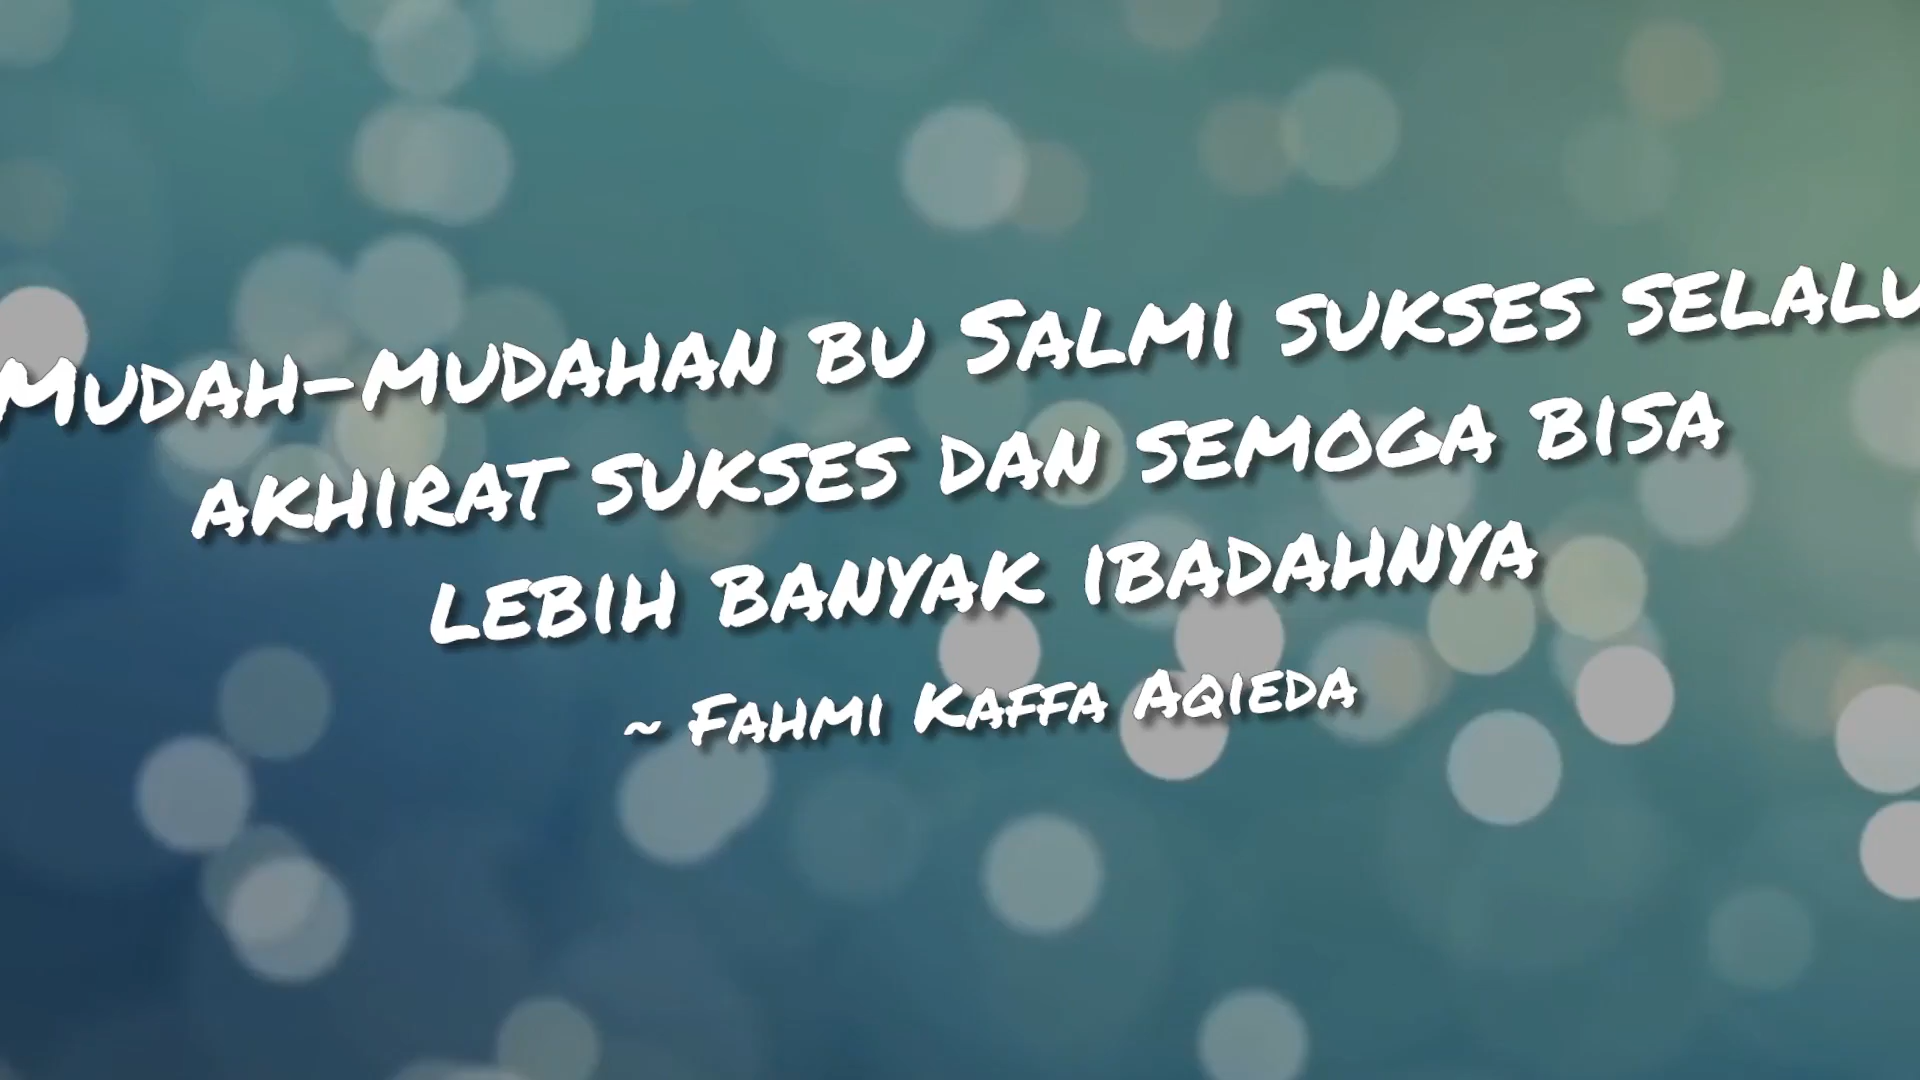 Mudah-mudahan bu Salmi sukses selalu
akhirat sukses dan semoga bisa
lebih banyak ibadahnya
~ Fahmi Kaffa Aqieda